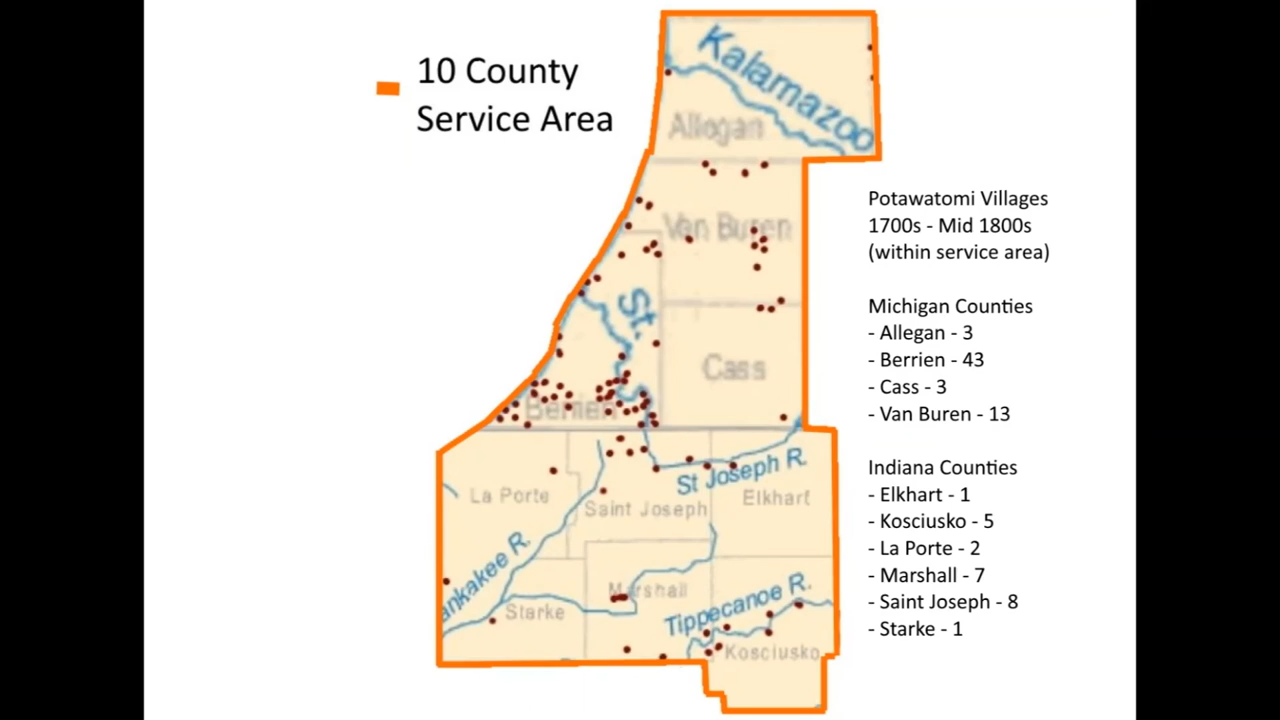 10 County
Service Area
Kalamazoo
Allegan
Van Buren
St.
Cass
Berrien
St Joseph R.
La Porte
Saint Joseph
Elkhart
ankakee R.
Marshall
Starke
Tippecanoe R.
Kosciusko
Potawatomi Villages
1700s - Mid 1800s
(within service area)
Michigan Counties
- Allegan - 3
- Berrien - 43
- Cass - 3
- Van Buren - 13
Indiana Counties
- Elkhart - 1
- Kosciusko - 5
- La Porte - 2
- Marshall - 7
- Saint Joseph - 8
- Starke - 1